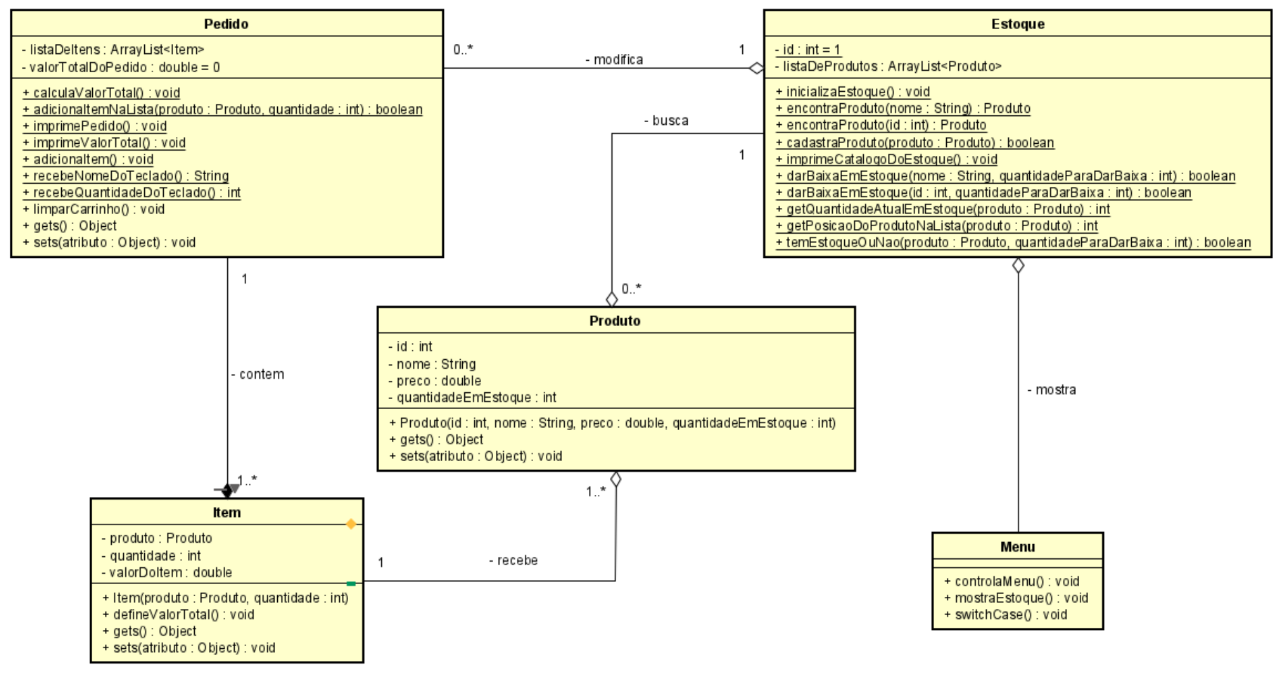 Pedido
- listaDeItens : ArrayList<Item>
- valorTotalDoPedido : double = 0
+ calculaValorTotal() : void
+ adicionaItemNaLista(produto : Produto, quantidade : int) : boolean
+ imprimePedido() : void
+ imprimeValorTotal() : void
+ adicionaItem() : void
+ recebeNomeDoTeclado() : String
+ recebeQuantidadeDoTeclado() : int
+ limparCarrinho() : void
+ gets() : Object
+ sets(atributo : Object) : void
0..*
- modifica
1
Estoque
- id : int = 1
- listaDeProdutos : ArrayList<Produto>
+ inicializaEstoque() : void
+ encontraProduto(nome : String) : Produto
+ encontraProduto(id : int) : Produto
+ cadastraProduto(produto : Produto) : boolean
+ imprimeCatalogoDoEstoque() : void
+ darBaixaEmEstoque(nome : String, quantidadeParaDarBaixa : int) : boolean
+ darBaixaEmEstoque(id : int, quantidadeParaDarBaixa : int) : boolean
+ getQuantidadeAtualEmEstoque(produto : Produto) : int
+ getPosicaoDoProdutoNaLista(produto : Produto) : int
+ temEstoqueOuNao(produto : Produto, quantidadeParaDarBaixa : int) : boolean
- busca
1
0..*
1
- contem
1..*
Produto
- id : int
- nome : String
- preco : double
- quantidadeEmEstoque : int
+ Produto(id : int, nome : String, preco : double, quantidadeEmEstoque : int)
+ gets() : Object
+ sets(atributo : Object) : void
- mostra
1..*
- recebe
1
Item
- produto : Produto
- quantidade : int
- valorDoItem : double
+ Item(produto : Produto, quantidade : int)
+ defineValorTotal() : void
+ gets() : Object
+ sets(atributo : Object) : void
Menu
+ controlaMenu() : void
+ mostraEstoque() : void
+ switchCase() : void